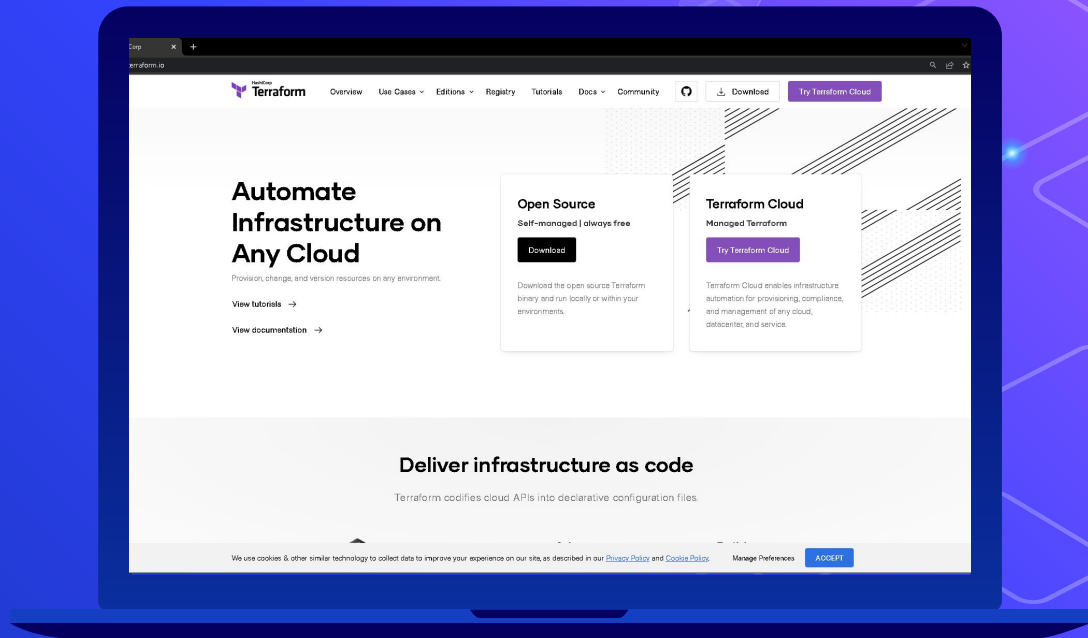 Corp
erraform.io
HashiCorp
Terraform
Overview
Use Cases
Editions
Registry
Tutorials
Docs
Community
Download
Try Terraform Cloud
Automate
Infrastructure on
Any Cloud
Provision, change, and version resources on any environment.
View tutorials
View documentation
Open Source
Self-managed | always free
Download
Download the open source Terraform
binary and run locally or within your
environments.
Terraform Cloud
Managed Terraform
Try Terraform Cloud
Terraform Cloud enables infrastructure
automation for provisioning, compliance,
and management of any cloud,
datacenter, and service.
Deliver infrastructure as code
Terraform codifies cloud APIs into declarative configuration files.
We use cookies & other similar technology to collect data to improve your experience on our site, as described in our Privacy Policy and Cookie Policy.
Manage Preferences
ACCEPT